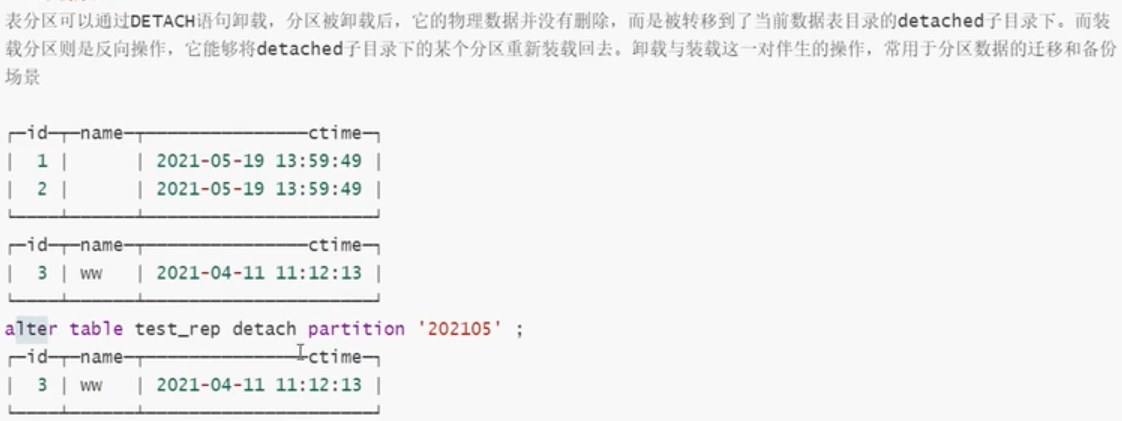 表分区可以通过DETACH语句卸载，分区被卸载后，它的物理数据并没有删除，而是被转移到了当前数据表目录的detached子目录下。而装
载分区则是反向操作，它能够将detached子目录下的某个分区重新装载回去。卸载与装载这一对伴生的操作，常用于分区数据的迁移和备份
场景
┌─id─┬─name─┬───────────────ctime─┐
│  1 │      │ 2021-05-19 13:59:49 │
│  2 │      │ 2021-05-19 13:59:49 │
└────┴──────┴─────────────────────┘
┌─id─┬─name─┬───────────────ctime─┐
│  3 │ ww   │ 2021-04-11 11:12:13 │
└────┴──────┴─────────────────────┘
alter table test_rep detach partition '202105' ;
┌─id─┬─name─┬───────────────ctime─┐
│  3 │ ww   │ 2021-04-11 11:12:13 │
└────┴──────┴─────────────────────┘